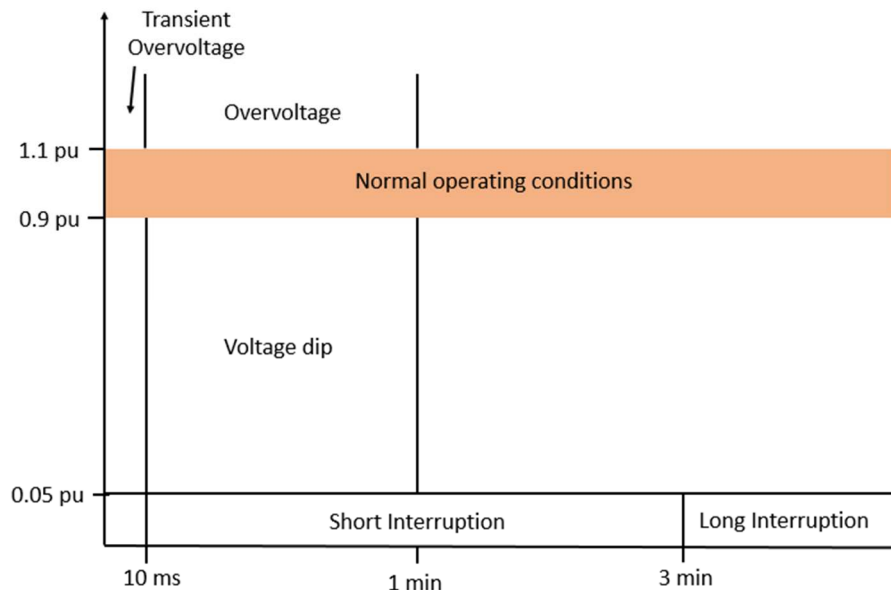 Transient
Overvoltage
Overvoltage
1.1 pu
Normal operating conditions
0.9 pu
Voltage dip
0.05 pu
Short Interruption
Long Interruption
10 ms
1 min
3 min